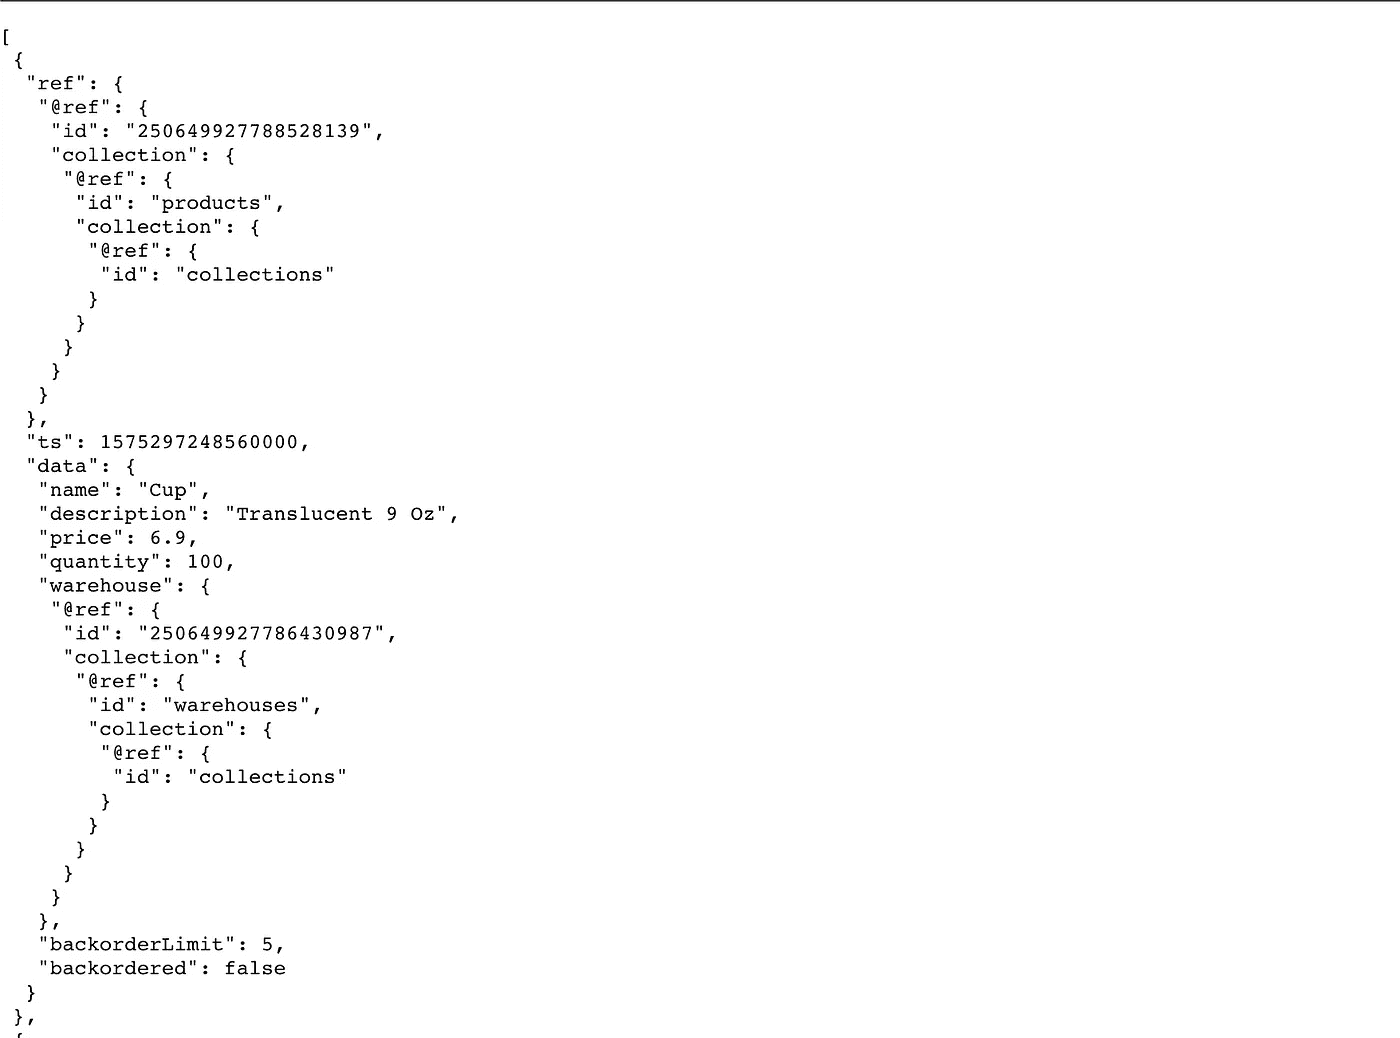 [
 {
  "ref": {
   "@ref": {
    "id": "250649927788528139",
    "collection": {
     "@ref": {
      "id": "products",
      "collection": {
       "@ref": {
        "id": "collections"
       }
      }
     }
    }
   }
  },
  "ts": 1575297248560000,
  "data": {
   "name": "Cup",
   "description": "Translucent 9 Oz",
   "price": 6.9,
   "quantity": 100,
   "warehouse": {
    "@ref": {
     "id": "250649927786430987",
     "collection": {
      "@ref": {
       "id": "warehouses",
       "collection": {
        "@ref": {
         "id": "collections"
        }
       }
      }
     }
    }
   },
   "backorderLimit": 5,
   "backordered": false
  }
 },
 {